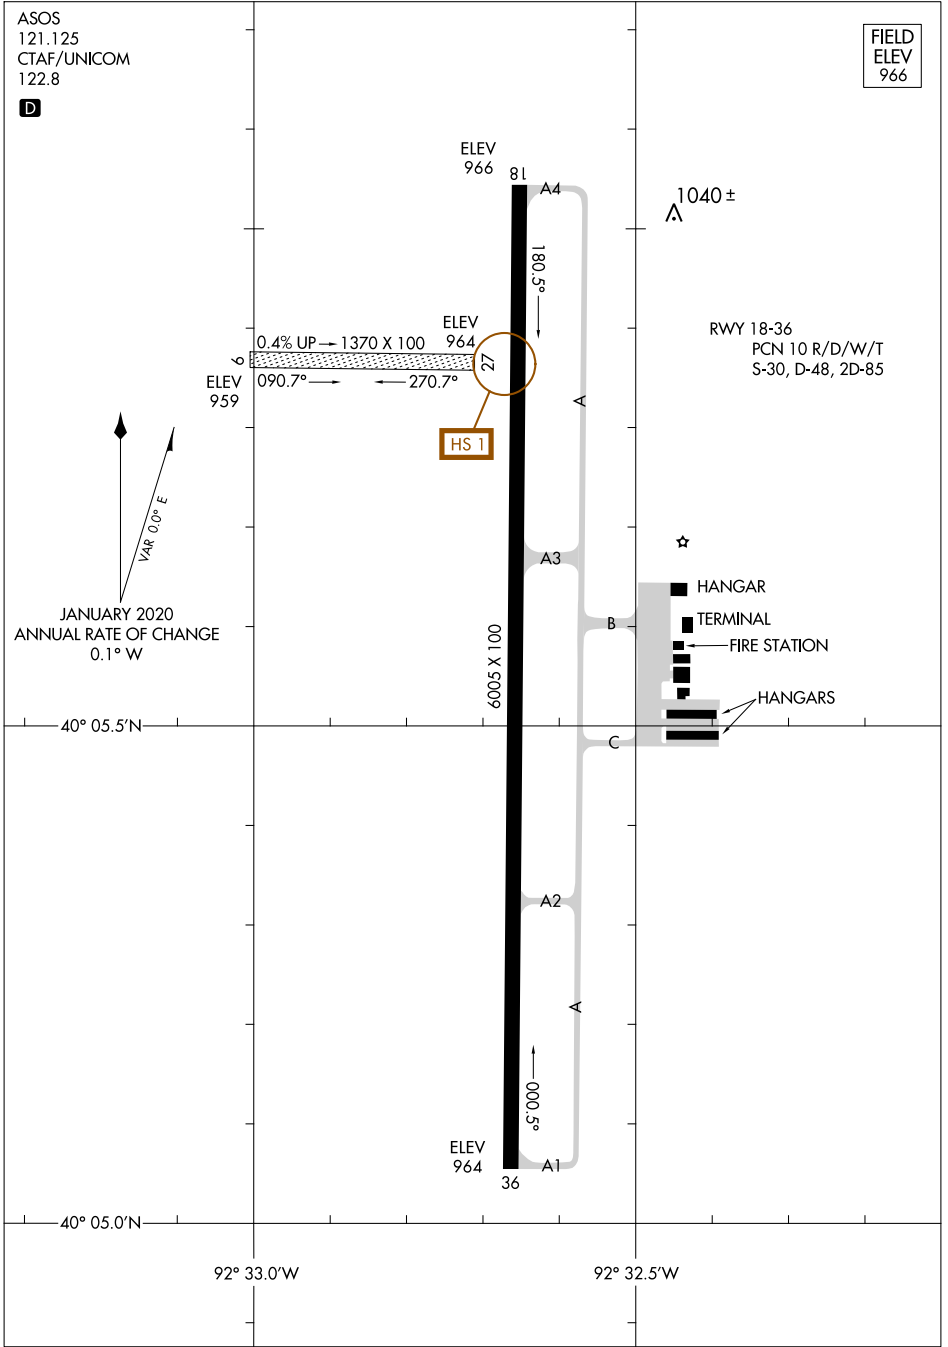 ASOS
121.125
CTAF/UNICOM
122.8
D
FIELD
ELEV
966
ELEV
966
18
A4
1040 ±
180.5°
RWY 18-36
PCN 10 R/D/W/T
S-30, D-48, 2D-85
ELEV
964
0.4% UP 1370 X 100
9
27
090.7° 270.7°
ELEV
959
A
HS 1
VAR 0.0° E
JANUARY 2020
ANNUAL RATE OF CHANGE
0.1° W
A3
HANGAR
TERMINAL
B
FIRE STATION
6005 X 100
HANGARS
40° 05.5'N
C
A2
A
000.5°
ELEV
964
A1
36
40° 05.0'N
92° 33.0'W
92° 32.5'W